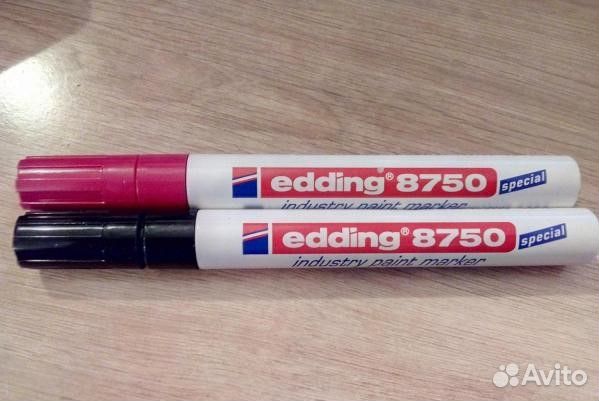 edding® 8750 special
industry paint marker
edding® 8750 special
industry paint marker
Avito